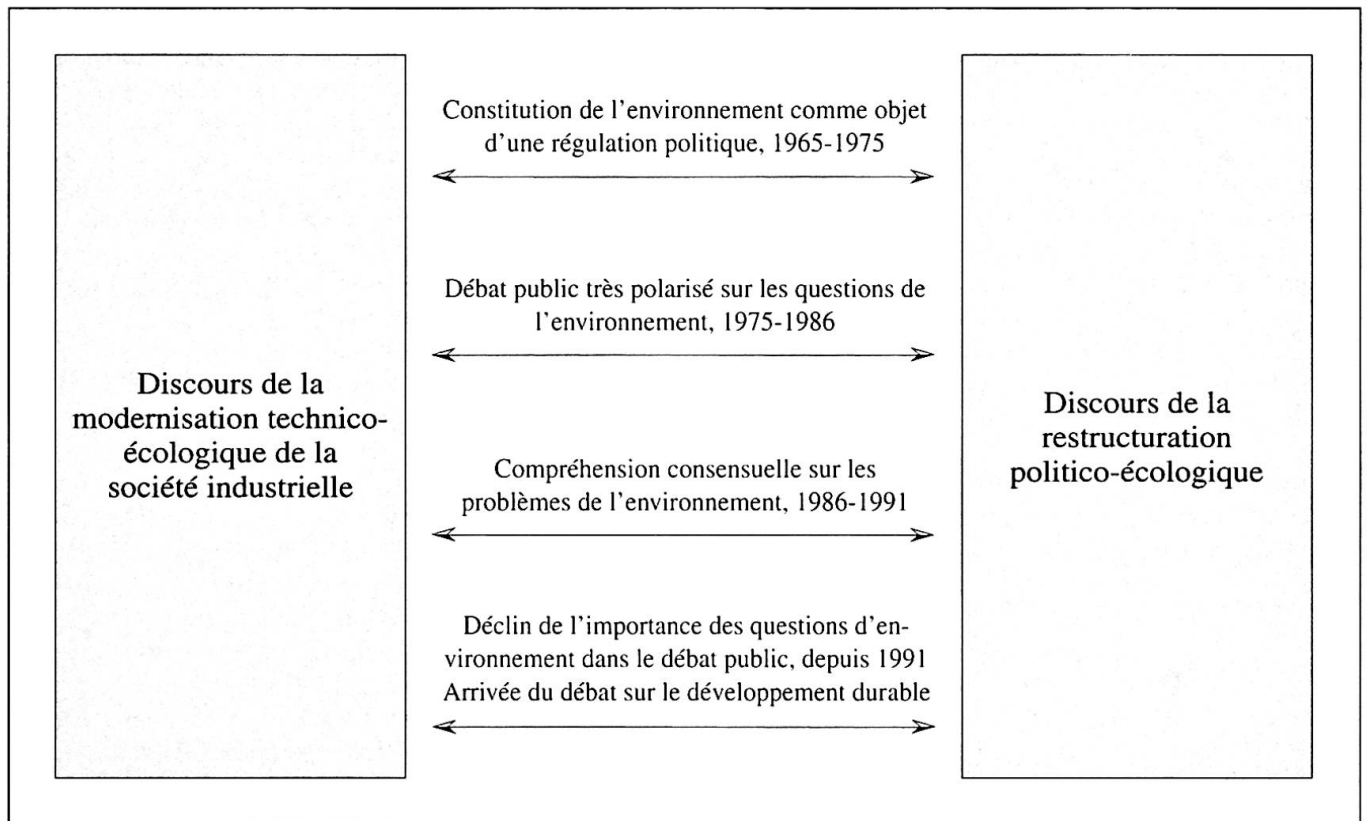 Constitution de l'environnement comme objet
d'une régulation politique, 1965-1975
Débat public très polarisé sur les questions de
l'environnement, 1975-1986
Discours de la
modernisation technico-
écologique de la
société industrielle
Discours de la
restructuration
politico-écologique
Compréhension consensuelle sur les
problèmes de l'environnement, 1986-1991
Déclin de l'importance des questions d'en-
vironnement dans le débat public, depuis 1991
Arrivée du débat sur le développement durable